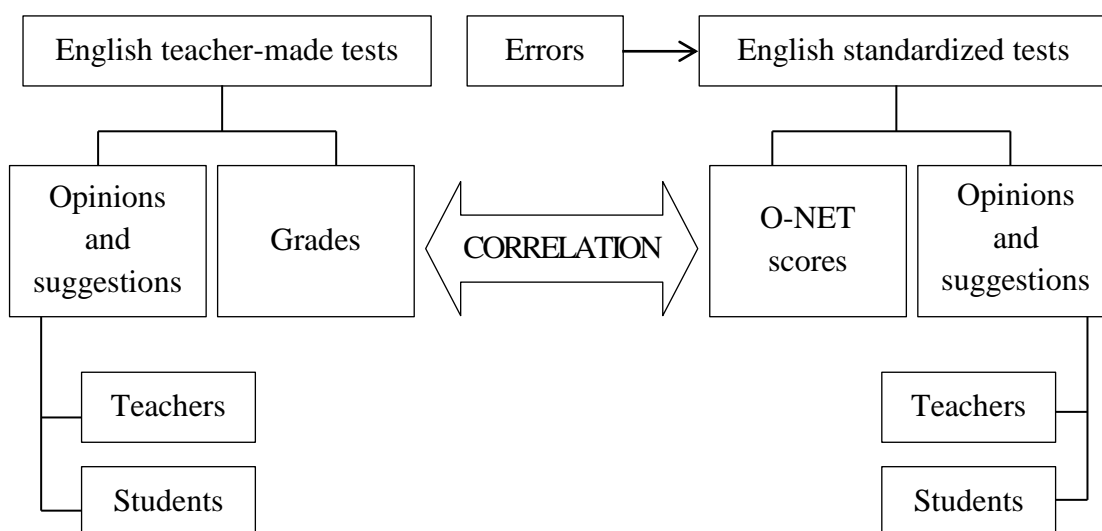 English teacher-made tests
Errors
English standardized tests
Opinions
and
suggestions
Grades
CORRELATION
O-NET
scores
Opinions
and
suggestions
Teachers
Students
Teachers
Students